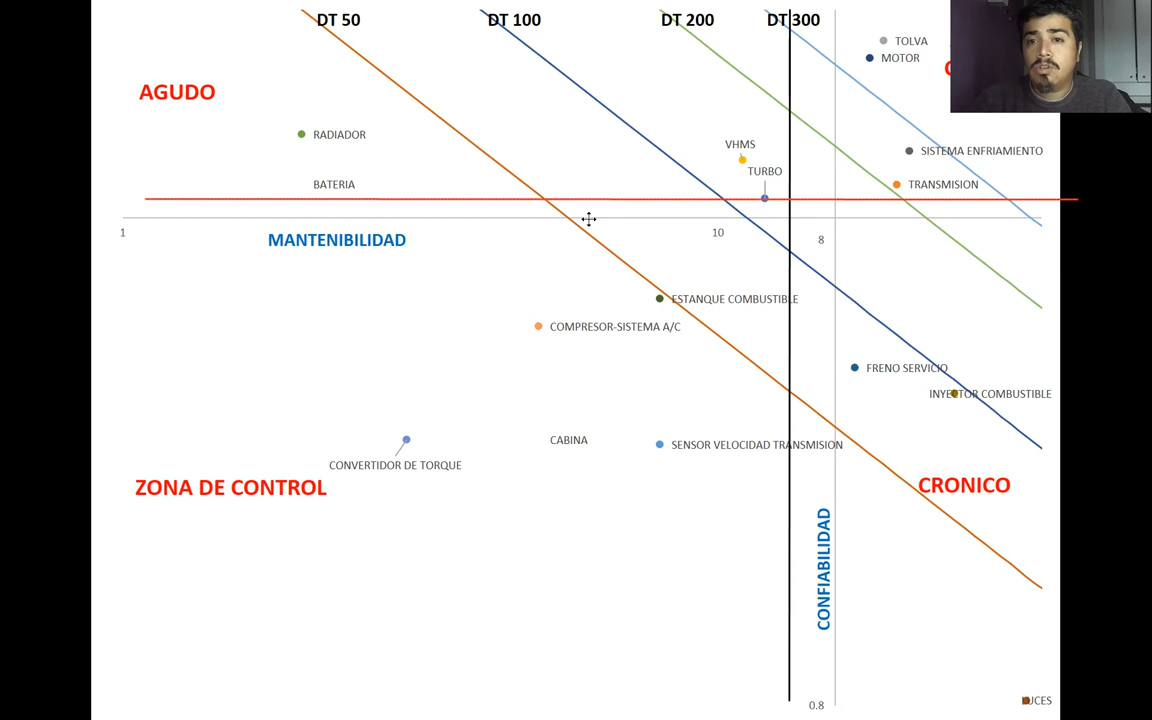 DT 50
DT 100
DT 200
DT 300
TOLVA
MOTOR
AGUDO
RADIADOR
VHMS
SISTEMA ENFRIAMIENTO
TURBO
BATERIA
TRANSMISION
1
10
8
MANTENIBILIDAD
ESTANQUE COMBUSTIBLE
COMPRESOR-SISTEMA A/C
FRENO SERVICIO
INYECTOR COMBUSTIBLE
CABINA
SENSOR VELOCIDAD TRANSMISION
CONVERTIDOR DE TORQUE
ZONA DE CONTROL
CRONICO
CONFIABILIDAD
LUCES
0.8